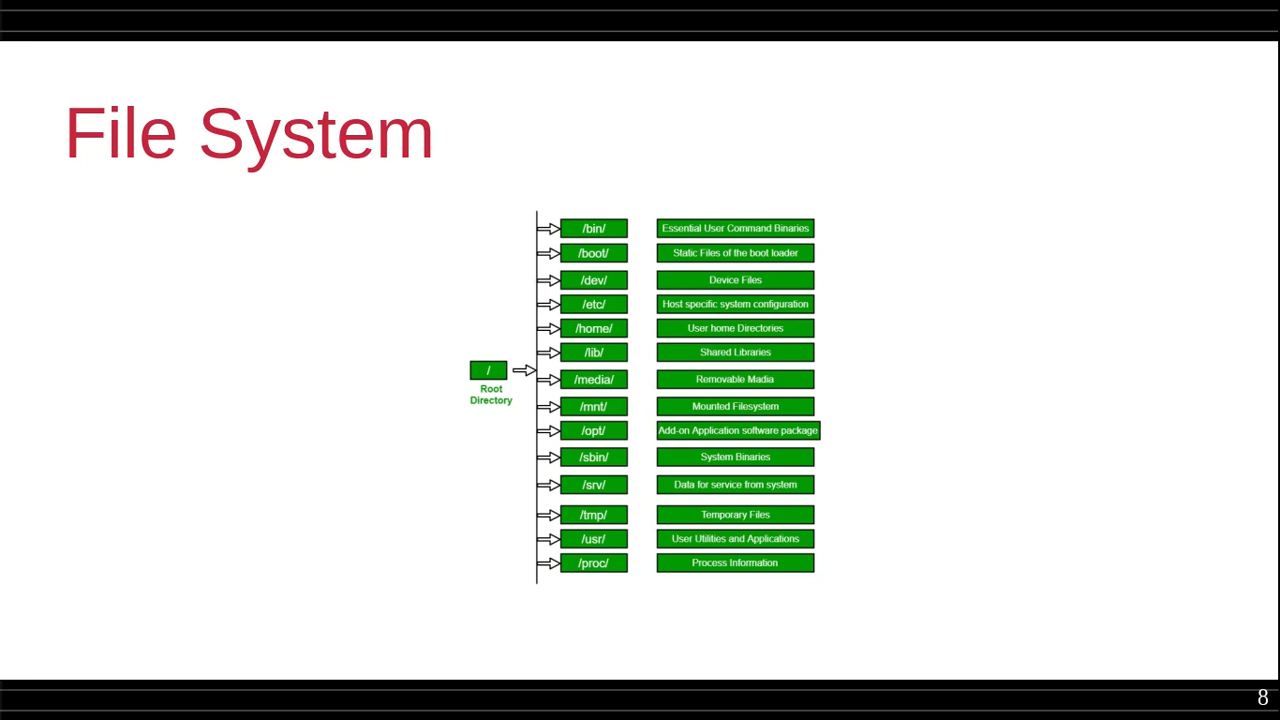 File System
/bin/ Essential User Command Binaries
/boot/ Static Files of the boot loader
/dev/ Device Files
/etc/ Host specific system configuration
/home/ User home Directories
/lib/ Shared Libraries
/
Root
Directory
/media/ Removable Madia
/mnt/ Mounted Filesystem
/opt/ Add-on Application software package
/sbin/ System Binaries
/srv/ Data for service from system
/tmp/ Temporary Files
/usr/ User Utilities and Applications
/proc/ Process Information
8